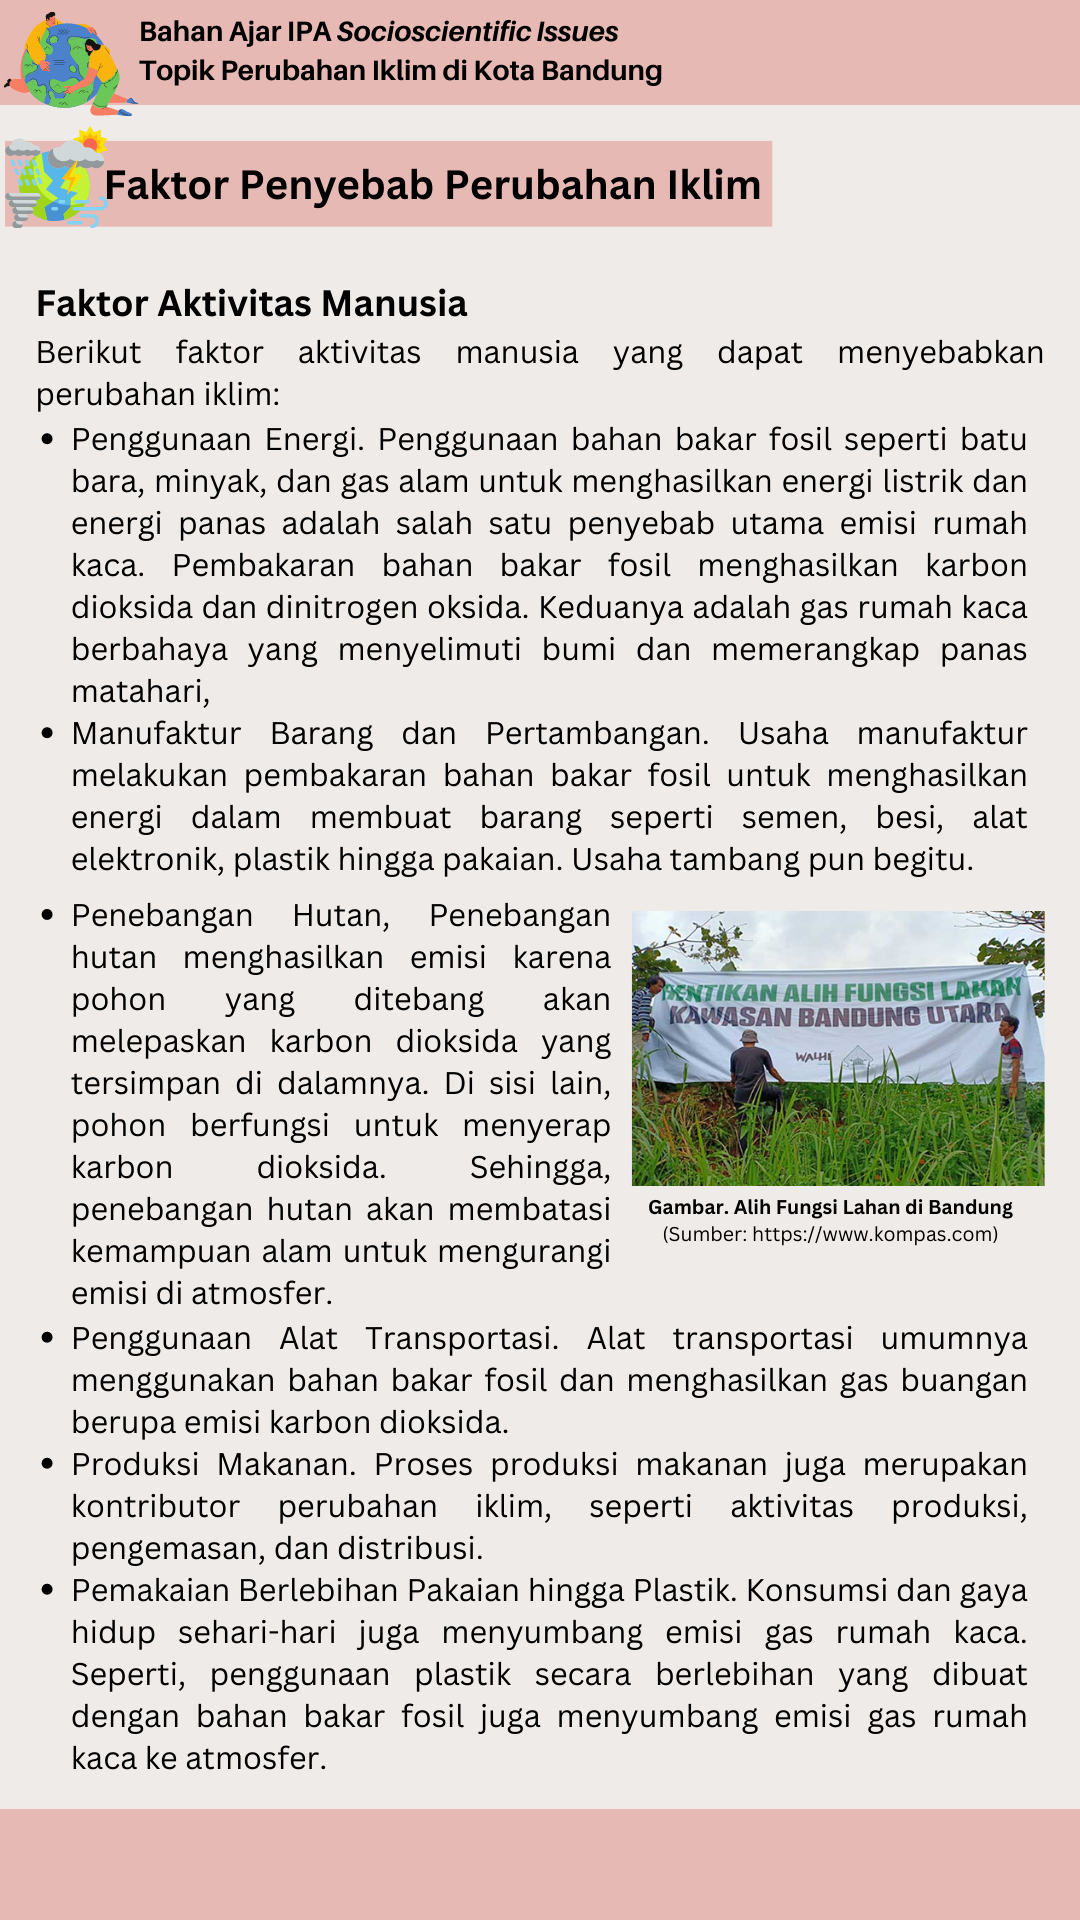 Bahan Ajar IPA Socioscientific Issues
Topik Perubahan Iklim di Kota Bandung
Faktor Penyebab Perubahan Iklim
Faktor Aktivitas Manusia
Berikut faktor aktivitas manusia yang dapat menyebabkan
perubahan iklim:
• Penggunaan Energi. Penggunaan bahan bakar fosil seperti batu
bara, minyak, dan gas alam untuk menghasilkan energi listrik dan
energi panas adalah salah satu penyebab utama emisi rumah
kaca. Pembakaran bahan bakar fosil menghasilkan karbon
dioksida dan dinitrogen oksida. Keduanya adalah gas rumah kaca
berbahaya yang menyelimuti bumi dan memerangkap panas
matahari,
• Manufaktur Barang dan Pertambangan. Usaha manufaktur
melakukan pembakaran bahan bakar fosil untuk menghasilkan
energi dalam membuat barang seperti semen, besi, alat
elektronik, plastik hingga pakaian. Usaha tambang pun begitu.
• Penebangan Hutan, Penebangan
hutan menghasilkan emisi karena
pohon yang ditebang akan
melepaskan karbon dioksida yang
tersimpan di dalamnya. Di sisi lain,
pohon berfungsi untuk menyerap
karbon dioksida. Sehingga,
penebangan hutan akan membatasi
kemampuan alam untuk mengurangi
emisi di atmosfer.
HENTIKAN ALIH FUNGSI LAHAN
KAWASAN BANDUNG UTARA
WALHI
Gambar. Alih Fungsi Lahan di Bandung
(Sumber: https://www.kompas.com)
• Penggunaan Alat Transportasi. Alat transportasi umumnya
menggunakan bahan bakar fosil dan menghasilkan gas buangan
berupa emisi karbon dioksida.
• Produksi Makanan. Proses produksi makanan juga merupakan
kontributor perubahan iklim, seperti aktivitas produksi,
pengemasan, dan distribusi.
• Pemakaian Berlebihan Pakaian hingga Plastik. Konsumsi dan gaya
hidup sehari-hari juga menyumbang emisi gas rumah kaca.
Seperti, penggunaan plastik secara berlebihan yang dibuat
dengan bahan bakar fosil juga menyumbang emisi gas rumah
kaca ke atmosfer.